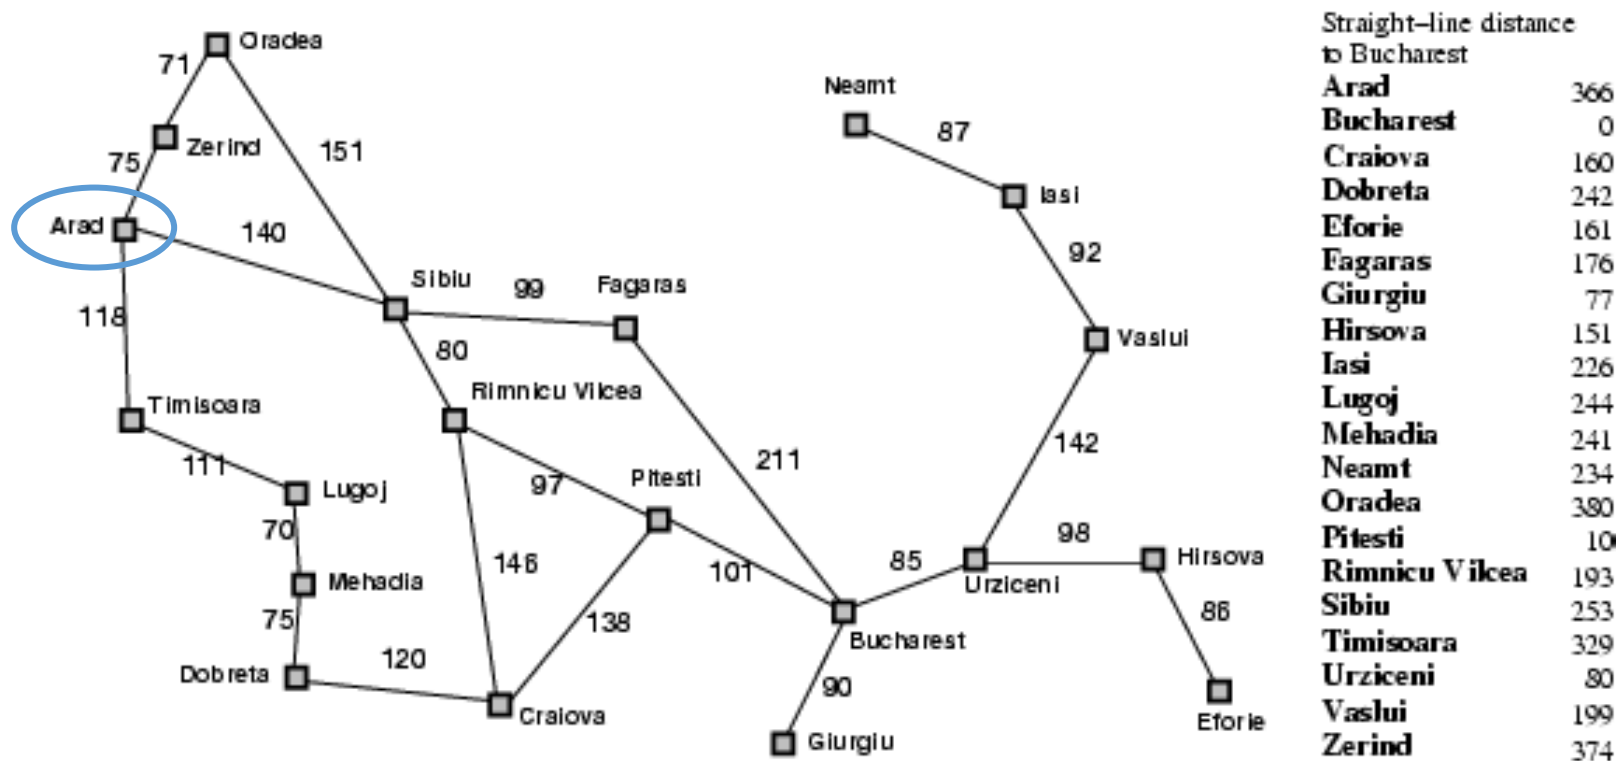 Oradea
71
Neamt
Zerind
87
151
75
Iasi
Arad
140
92
Sibiu
Fagaras
99
118
Vaslui
80
Rimnicu Vilcea
Timisoara
142
211
111
Pitesti
97
Lugoj
70
98
Hirsova
146
85
101
Urziceni
Mehadia
86
75
138
Bucharest
120
Dobreta
90
Craiova
Eforie
Giurgiu
Straight–line distance
to Bucharest
Arad 366
Bucharest 0
Craiova 160
Dobreta 242
Eforie 161
Fagaras 176
Giurgiu 77
Hirsova 151
Iasi 226
Lugoj 244
Mehadia 241
Neamt 234
Oradea 380
Pitesti
Rimnicu Vilcea 193
Sibiu 253
Timisoara 329
Urziceni 80
Vaslui 199
Zerind 374